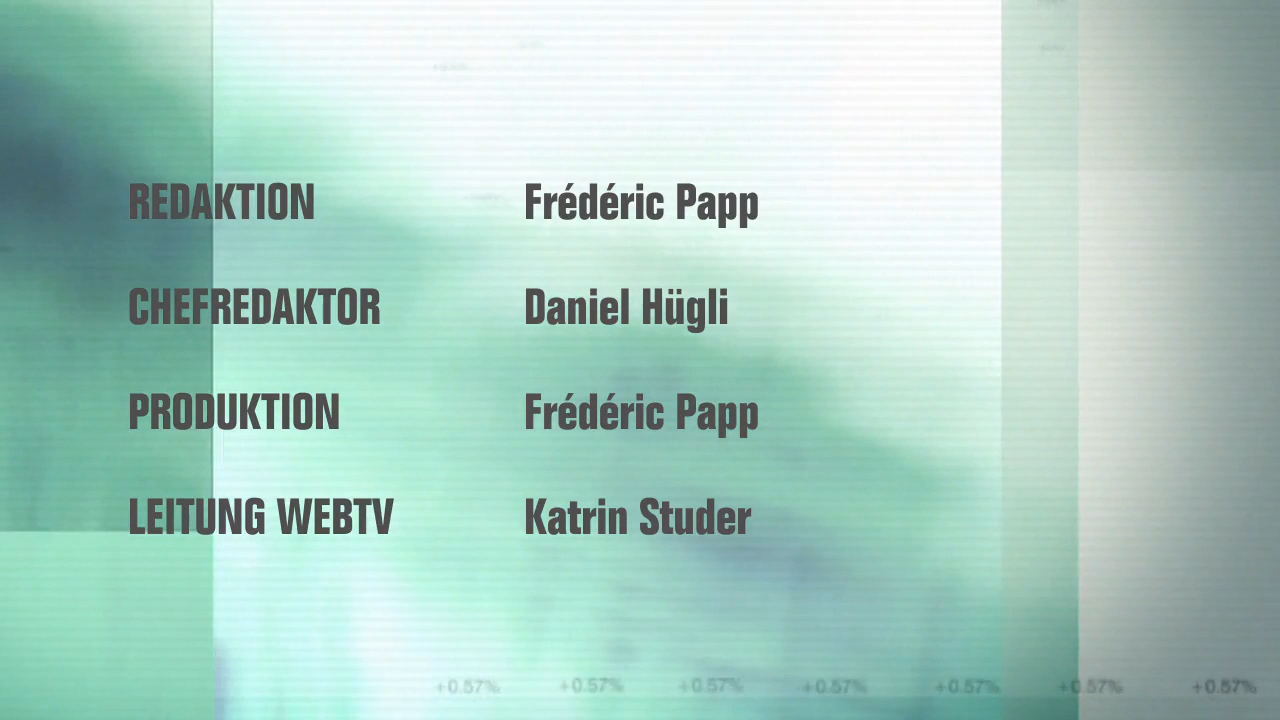 REDAKTION Frédéric Papp
CHEFREDAKTOR Daniel Hügli
PRODUKTION Frédéric Papp
LEITUNG WEBTV Katrin Studer
+0.57% +0.57% +0.57% +0.57% +0.57% +0.57% +0.57%